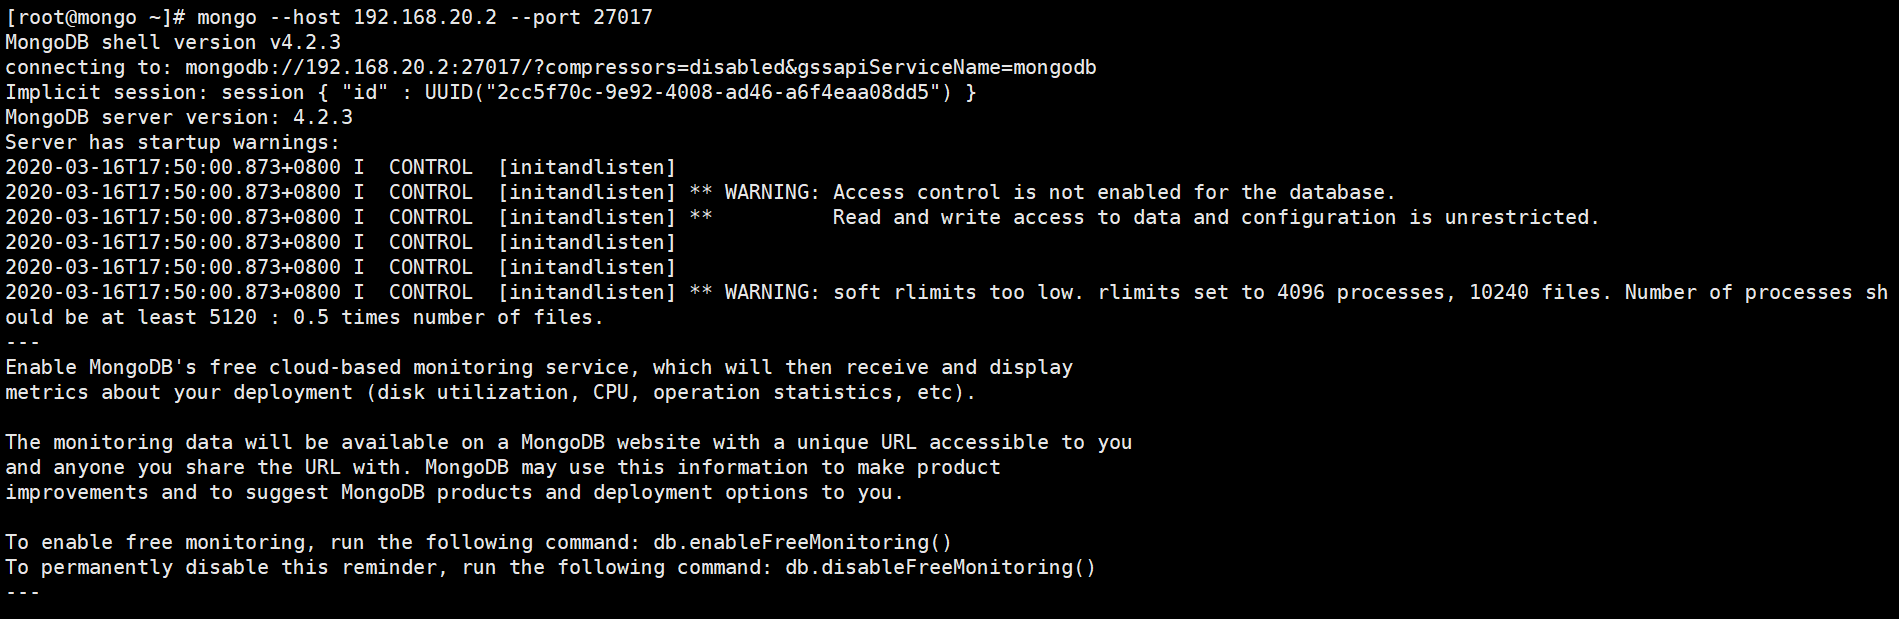 [root@mongo ~]# mongo --host 192.168.20.2 --port 27017
MongoDB shell version v4.2.3
connecting to: mongodb://192.168.20.2:27017/?compressors=disabled&gssapiServiceName=mongodb
Implicit session: session { "id" : UUID("2cc5f70c-9e92-4008-ad46-a6f4eaa08dd5") }
MongoDB server version: 4.2.3
Server has startup warnings:
2020-03-16T17:50:00.873+0800 I  CONTROL  [initandlisten]
2020-03-16T17:50:00.873+0800 I  CONTROL  [initandlisten] ** WARNING: Access control is not enabled for the database.
2020-03-16T17:50:00.873+0800 I  CONTROL  [initandlisten] **          Read and write access to data and configuration is unrestricted.
2020-03-16T17:50:00.873+0800 I  CONTROL  [initandlisten]
2020-03-16T17:50:00.873+0800 I  CONTROL  [initandlisten]
2020-03-16T17:50:00.873+0800 I  CONTROL  [initandlisten] ** WARNING: soft rlimits too low. rlimits set to 4096 processes, 10240 files. Number of processes sh
ould be at least 5120 : 0.5 times number of files.
---
Enable MongoDB's free cloud-based monitoring service, which will then receive and display
metrics about your deployment (disk utilization, CPU, operation statistics, etc).

The monitoring data will be available on a MongoDB website with a unique URL accessible to you
and anyone you share the URL with. MongoDB may use this information to make product
improvements and to suggest MongoDB products and deployment options to you.

To enable free monitoring, run the following command: db.enableFreeMonitoring()
To permanently disable this reminder, run the following command: db.disableFreeMonitoring()
---